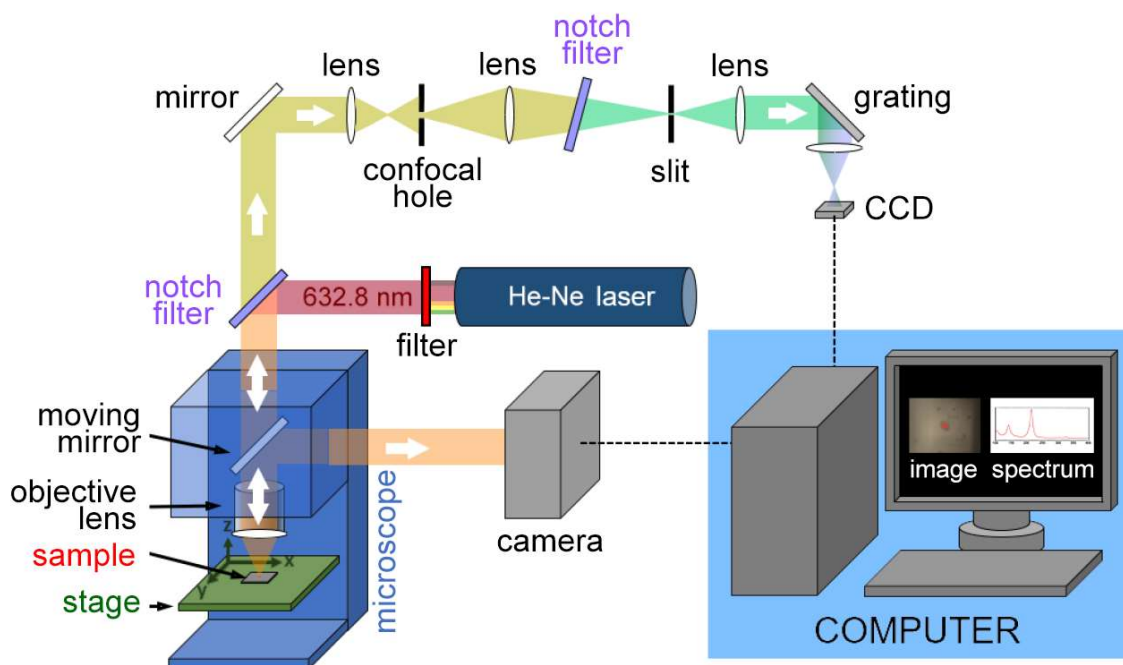 notch
filter
lens
lens
lens
mirror
grating
confocal
hole
slit
CCD
notch
filter
632.8 nm
He-Ne laser
filter
moving
mirror
objective
lens
sample
stage
z
x
y
microscope
camera
image
spectrum
COMPUTER